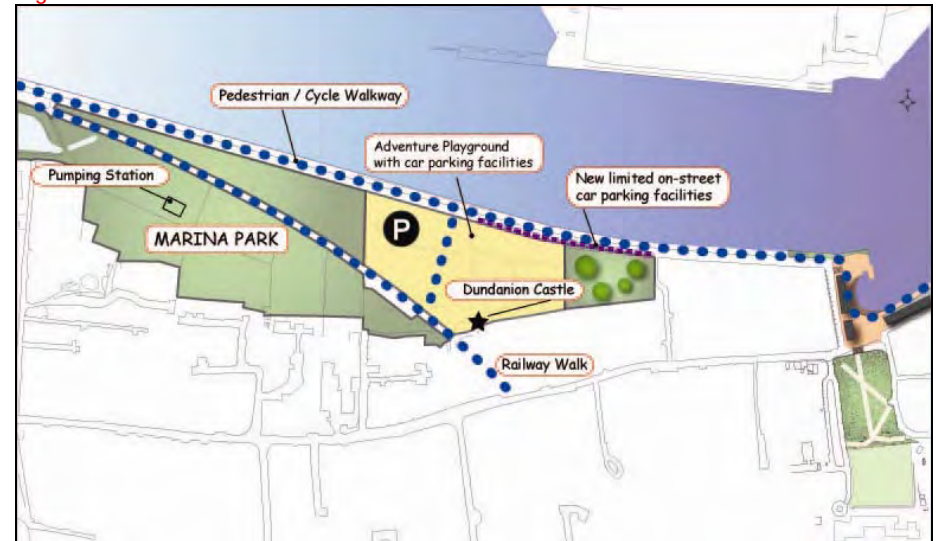 Pedestrian / Cycle Walkway
Adventure Playground
with car parking facilities
New limited on-street
car parking facilities
Pumping Station
P
MARINA PARK
Dundanion Castle
Railway Walk